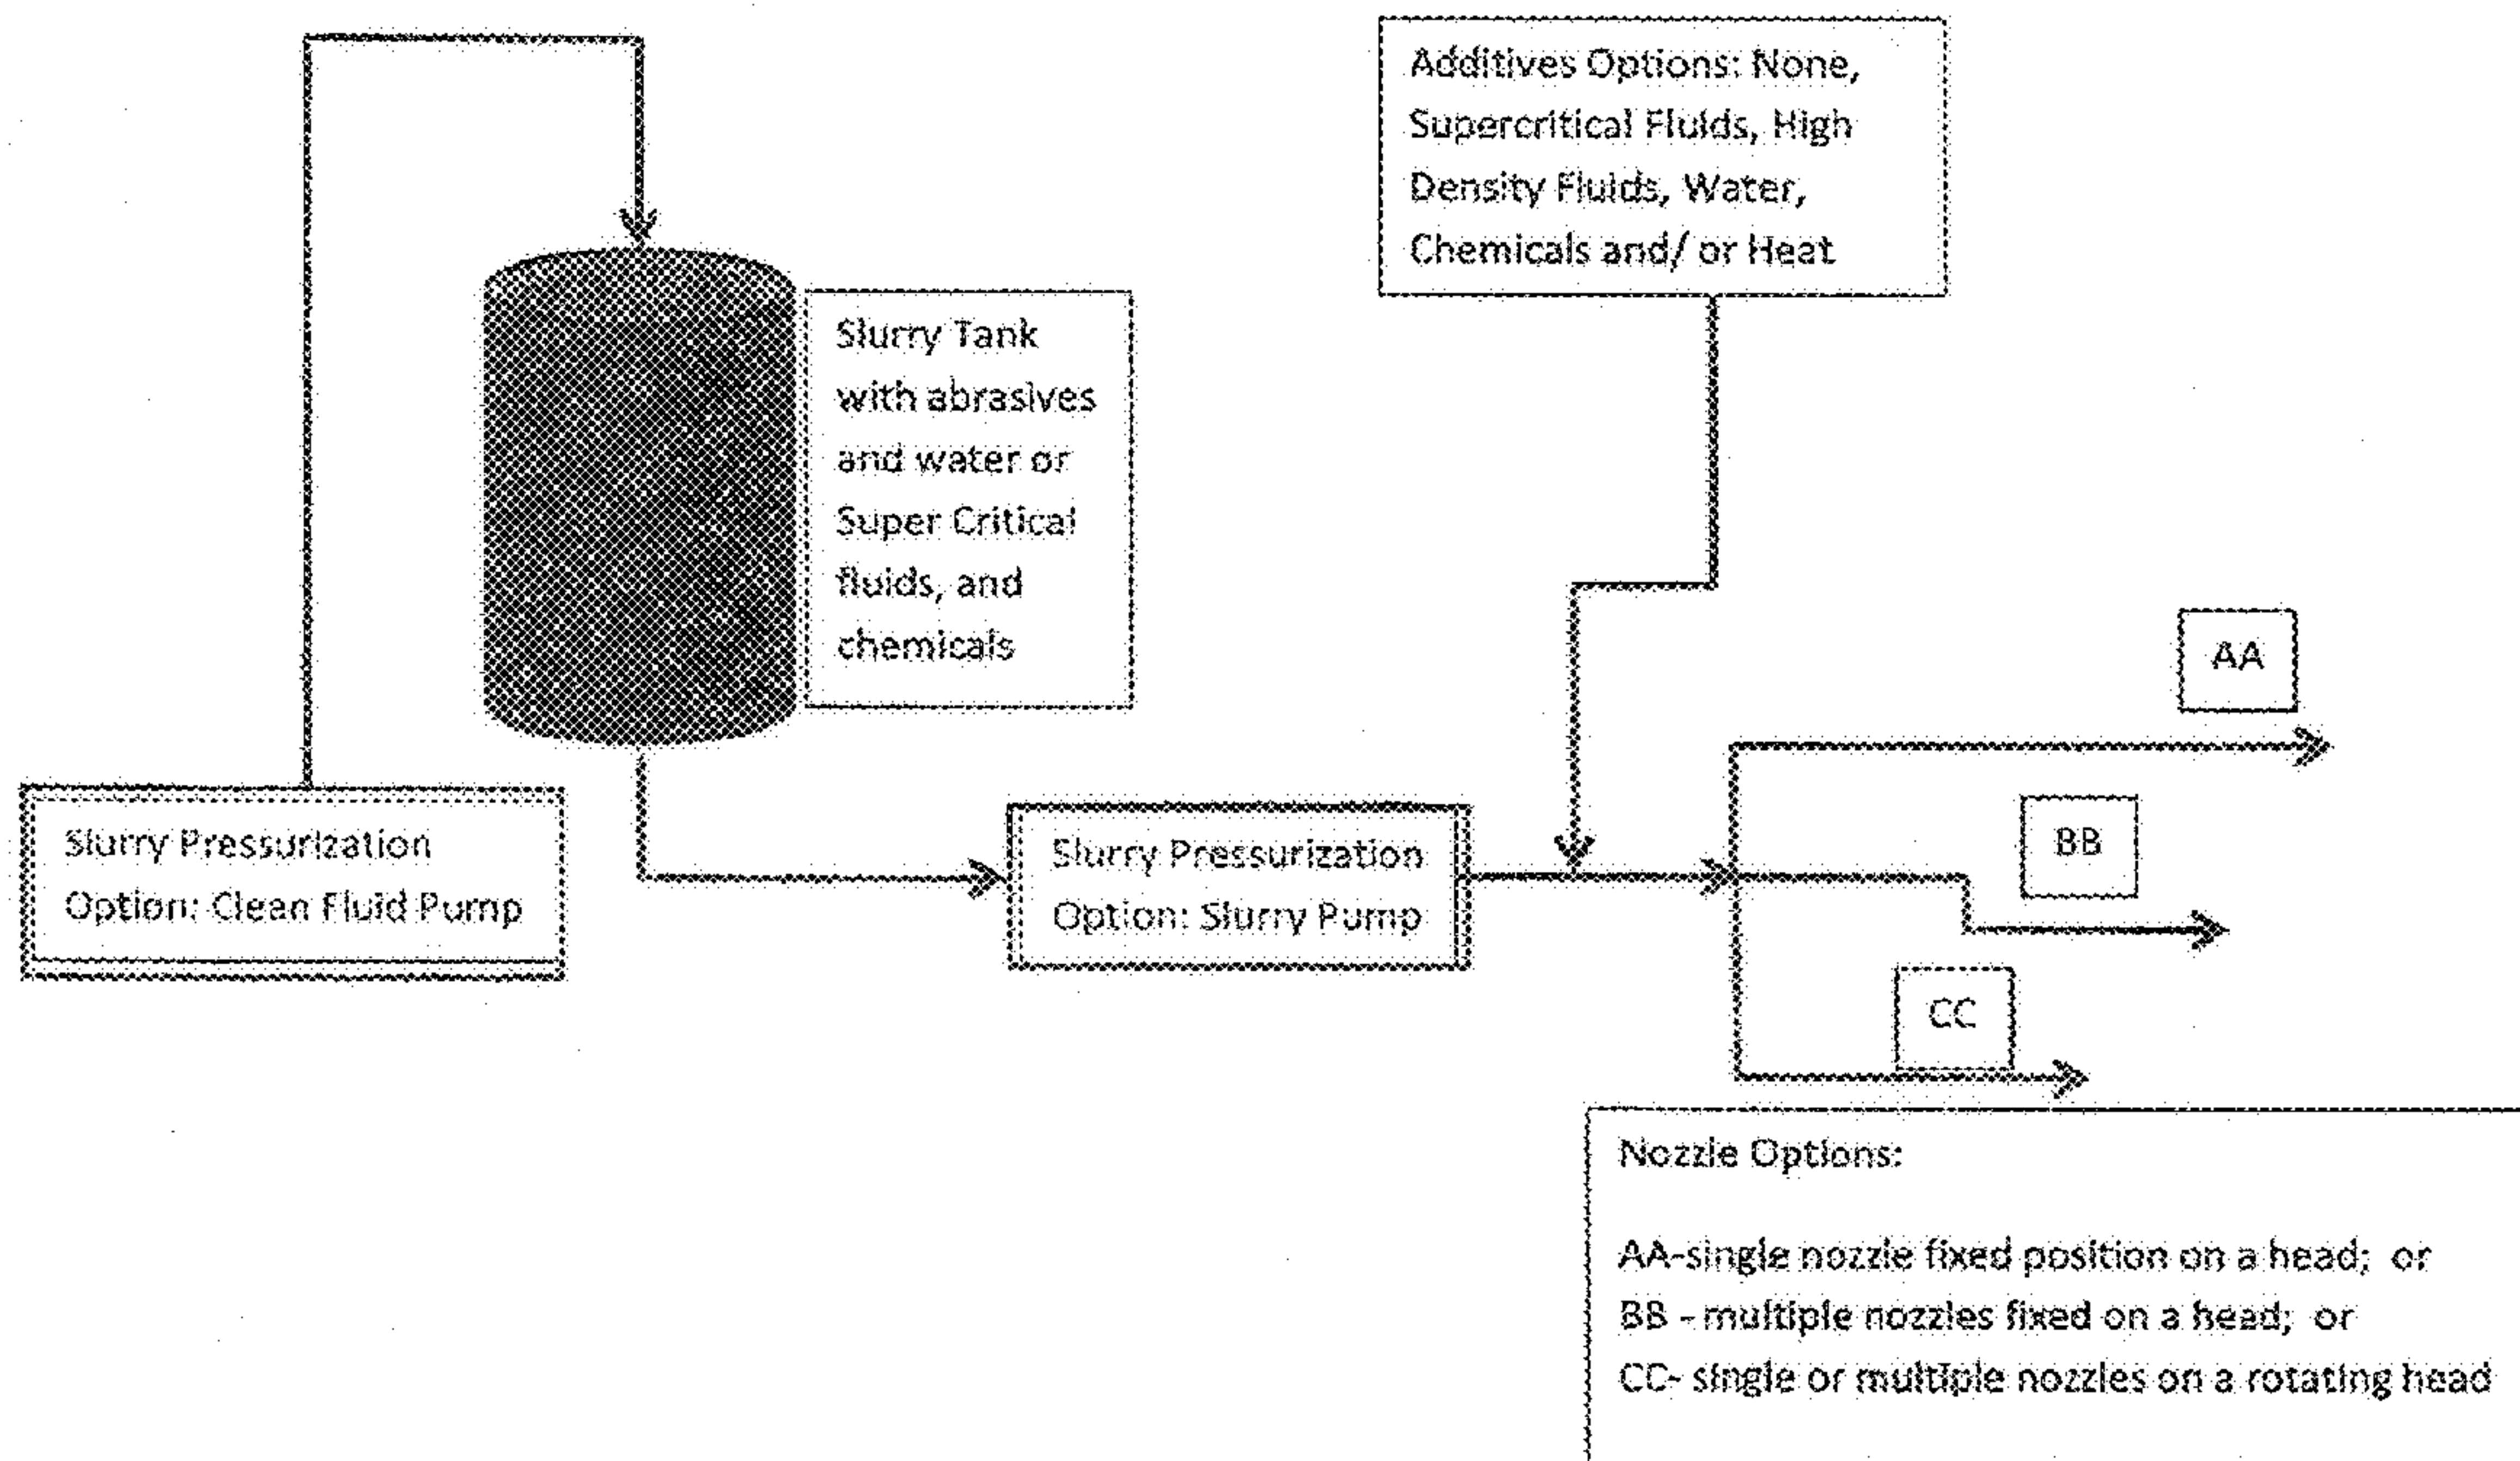 Additives Options: None,
Supercritical Fluids, High
Density Fluids, Water,
Chemicals and/ or Heat
Slurry Tank
with abrasives
and water or
Super Critical
fluids, and
chemicals
Slurry Pressurization
Option: Clean Fluid Pump
Slurry Pressurization
Option: Slurry Pump
AA
BB
CC
Nozzle Options:
AA-single nozzle fixed position on a head; or
BB - multiple nozzles fixed on a head; or
CC- single or multiple nozzles on a rotating head